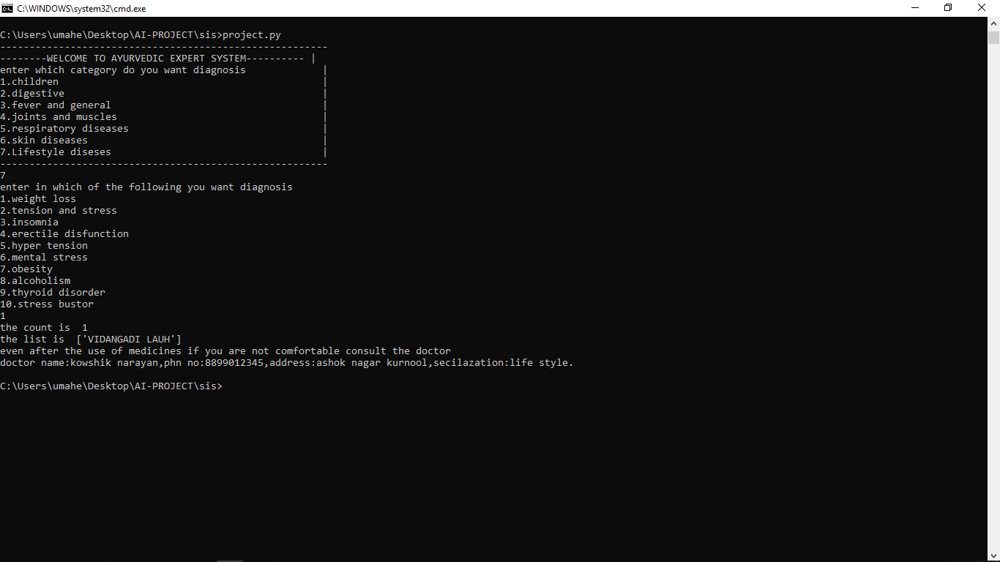 C:\WINDOWS\system32\cmd.exe
C:\Users\umahe\Desktop\AI-PROJECT\sis>project.py
--------------------------------------------------------
--------WELCOME TO AYURVEDIC EXPERT SYSTEM---------- |
enter which category do you want diagnosis             |
1.children                                             |
2.digestive                                            |
3.fever and general                                    |
4.joints and muscles                                   |
5.respiratory diseases                                 |
6.skin diseases                                        |
7.Lifestyle diseses                                    |
--------------------------------------------------------
7
enter in which of the following you want diagnosis
1.weight loss
2.tension and stress
3.insomnia
4.erectile disfunction
5.hyper tension
6.mental stress
7.obesity
8.alcoholism
9.thyroid disorder
10.stress bustor
1
the count is  1
the list is  ['VIDANGADI LAUH']
even after the use of medicines if you are not comfortable consult the doctor
doctor name:kowshik narayan,phn no:8899012345,address:ashok nagar kurnool,secilazation:life style.
C:\Users\umahe\Desktop\AI-PROJECT\sis>